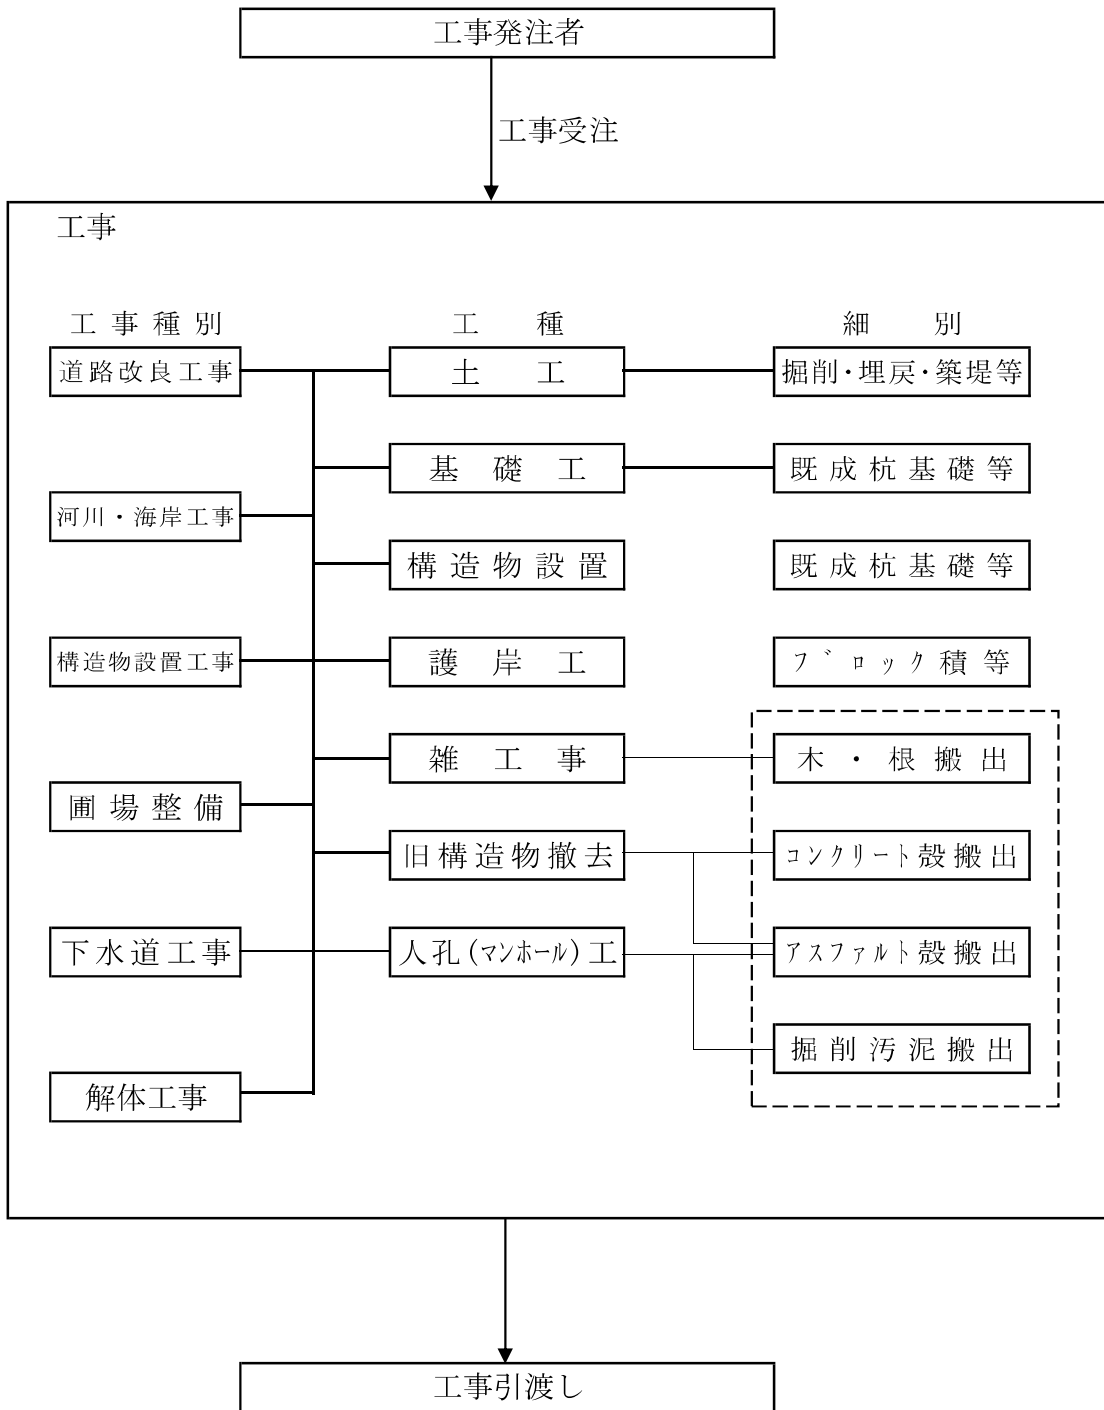 工事発注者
工事受注
工事
工事種別 工種 細別
道路改良工事 土工 掘削・埋戻・築堤等
基礎工 既成杭基礎等
河川・海岸工事
構造物設置 既成杭基礎等
構造物設置工事 護岸工 ブロック積等
雑工事 木・根搬出
圃場整備
旧構造物撤去 コンクリート殻搬出
下水道工事 人孔(マンホール)工 アスファルト殻搬出
掘削汚泥搬出
解体工事
工事引渡し